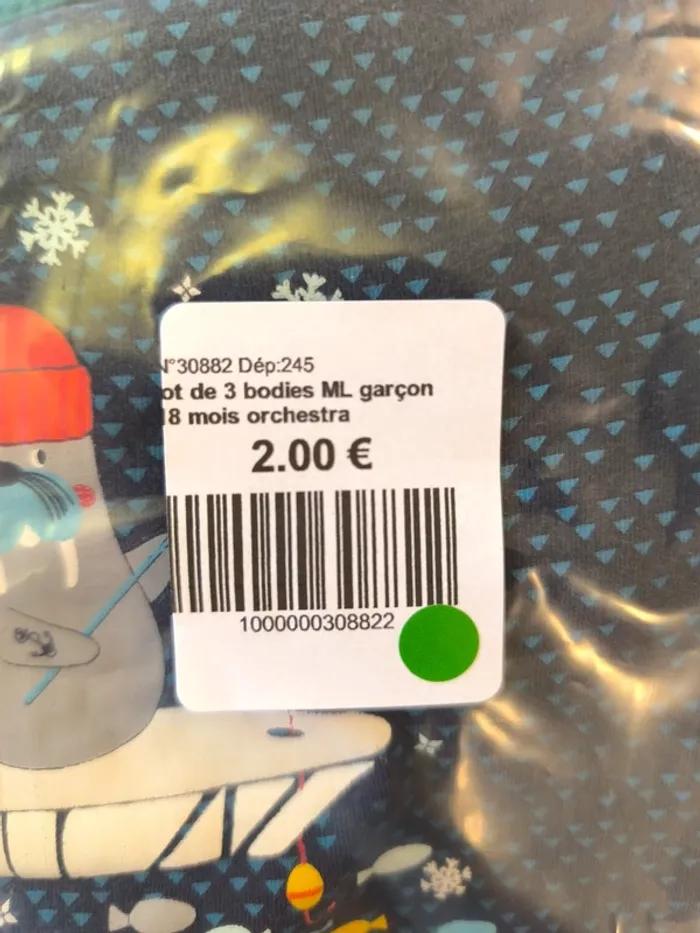 N°30882 Dép:245
ot de 3 bodies ML garçon
18 mois orchestra
2.00 €
1000000308822